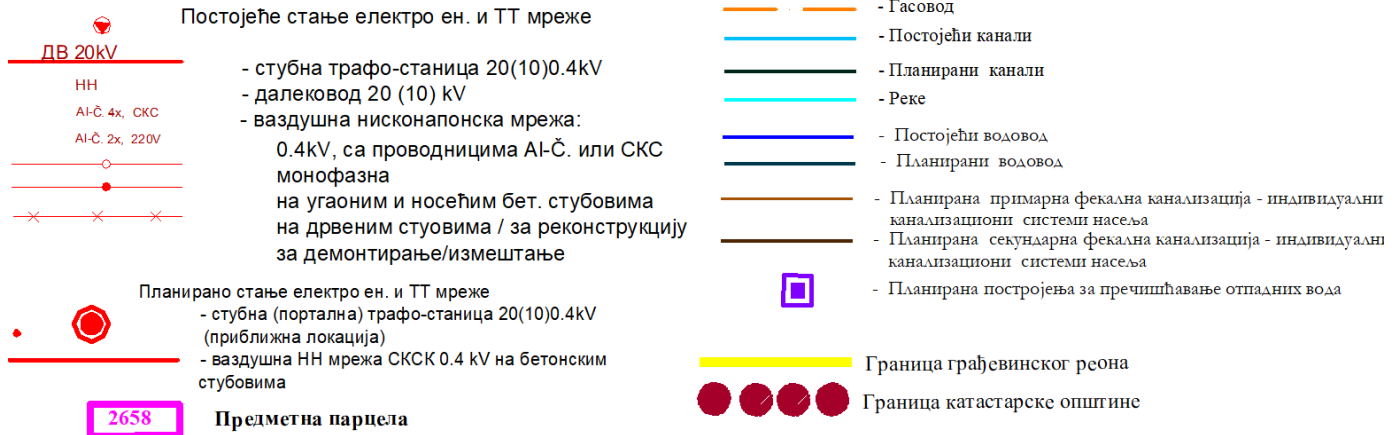 Постојеће стање електро ен. и ТТ мреже
ДВ 20kV
- стубна трафо-станица 20(10)0.4kV
НН
- далековод 20 (10) kV
Al-Č. 4x, СКС
- ваздушна нисконапонска мрежа:
Al-Č. 2x, 220V
0.4kV, са проводницима Al-Č. или СКС
монофазна
на угаоним и носећим бет. стубовима
на дрвеним стуовима / за реконструкцију
за демонтирање/измештање
Планирано стање електро ен. и ТТ мреже
- стубна (портална) трафо-станица 20(10)0.4kV
(приближна локација)
- ваздушна НН мрежа СКСК 0.4 kV на бетонским
стубовима
2658
Предметна парцела
- Гасовод
- Постојећи канали
- Планирани канали
- Реке
- Постојећи водовод
- Планирани водовод
- Планирана примарна фекална канализација - индивидуални
канализациони системи насеља
- Планирана секундарна фекална канализација - индивидуални
канализациони системи насеља
- Планирана постројења за пречишћавање отпадних вода
Граница грађевинског реона
Граница катастарске општине